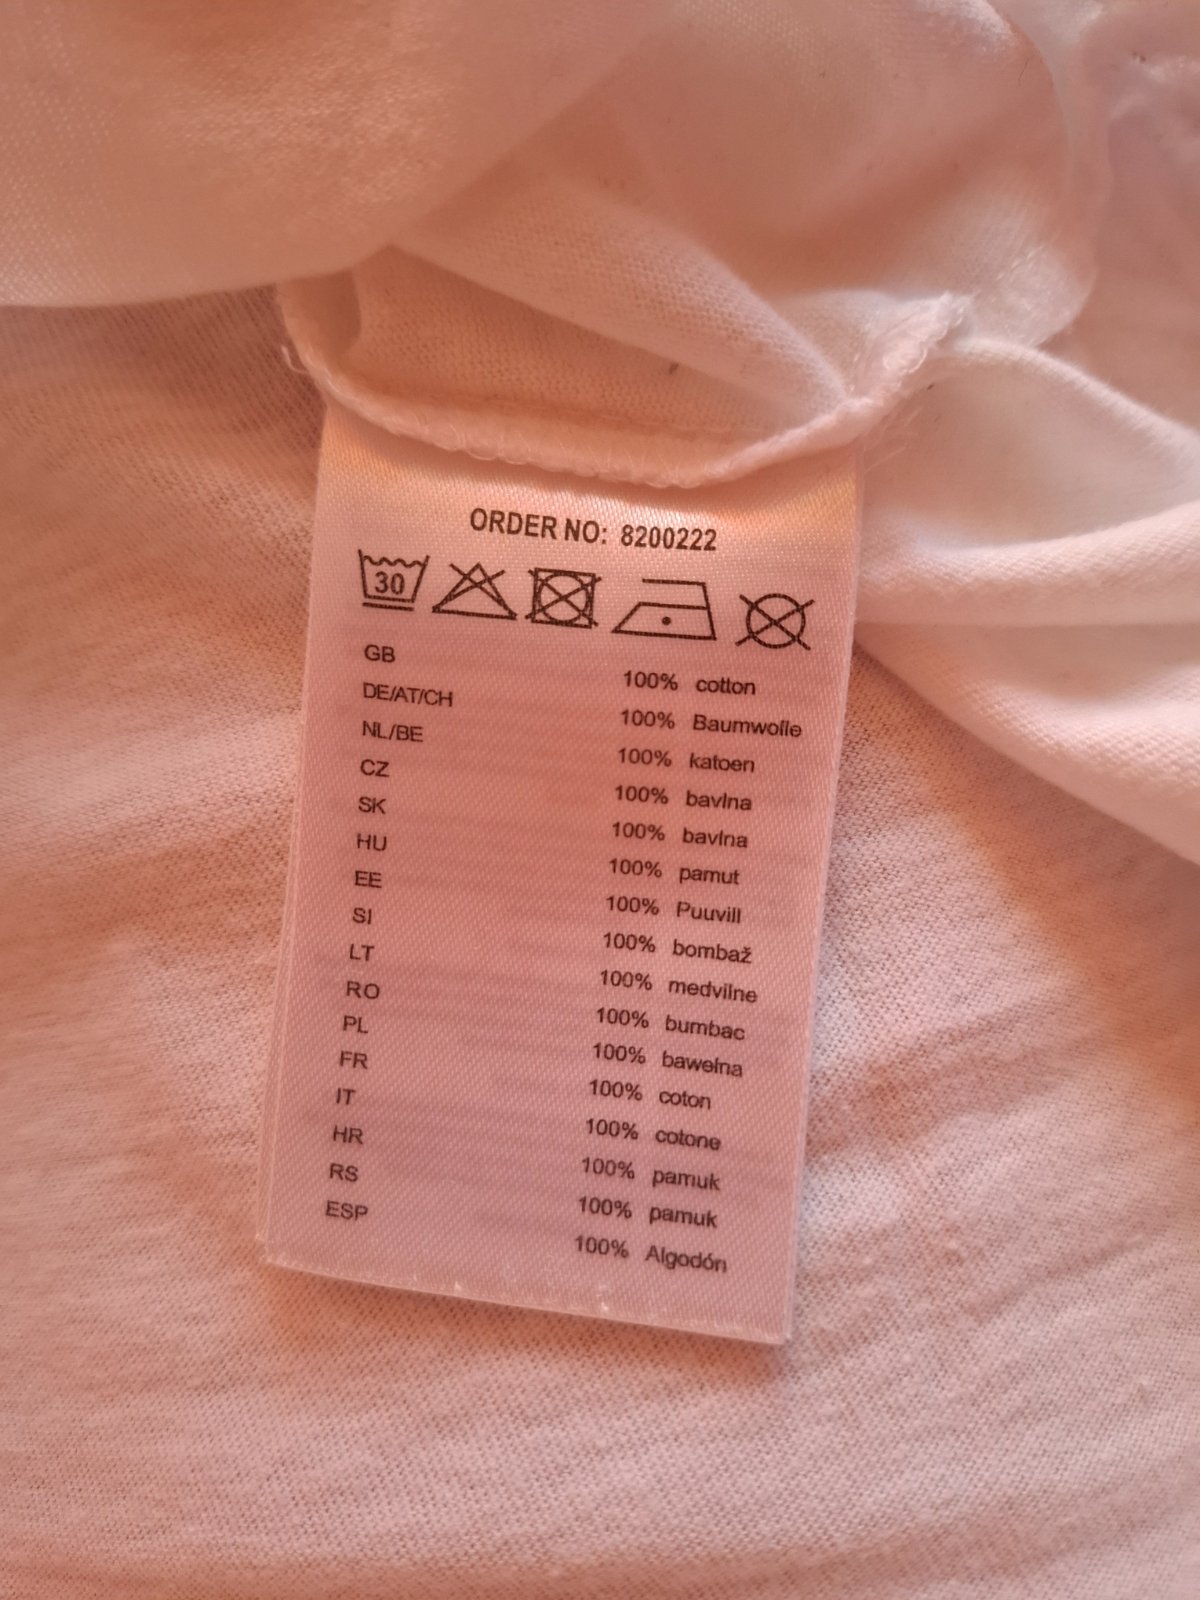 ORDER NO: 8200222
30
GB 100% cotton
DE/AT/CH 100% Baumwolle
NL/BE 100% katoen
CZ 100% bavlna
SK 100% bavlna
HU 100% pamut
EE 100% Puuvill
SI 100% bombaž
LT 100% medvilne
RO 100% bumbac
PL 100% bawełna
FR 100% coton
IT 100% cotone
HR 100% pamuk
RS 100% pamuk
ESP 100% Algodón